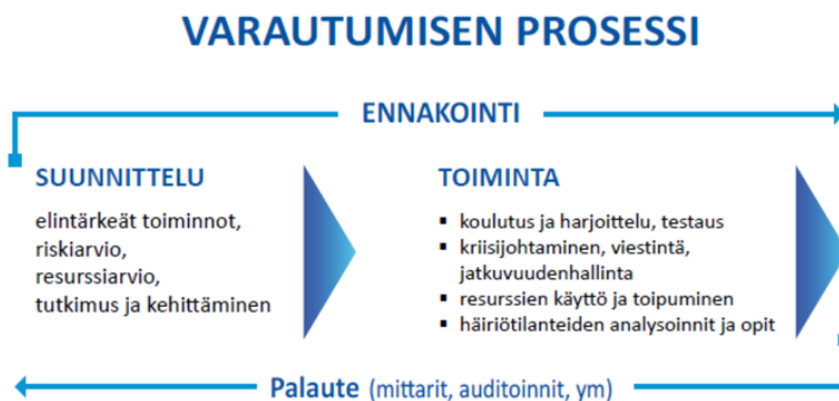 VARAUTUMISEN PROSESSI
ENNAKOINTI
SUUNNITTELU
elintärkeät toiminnot,
riskiarvio,
resurssiarvio,
tutkimus ja kehittäminen
TOIMINTA
▪ koulutus ja harjoittelu, testaus
▪ kriisijohtaminen, viestintä,
jatkuvuudenhallinta
▪ resurssien käyttö ja toipuminen
▪ häiriötilanteiden analysoinnit ja opit
Palaute (mittarit, auditoinnit, ym)